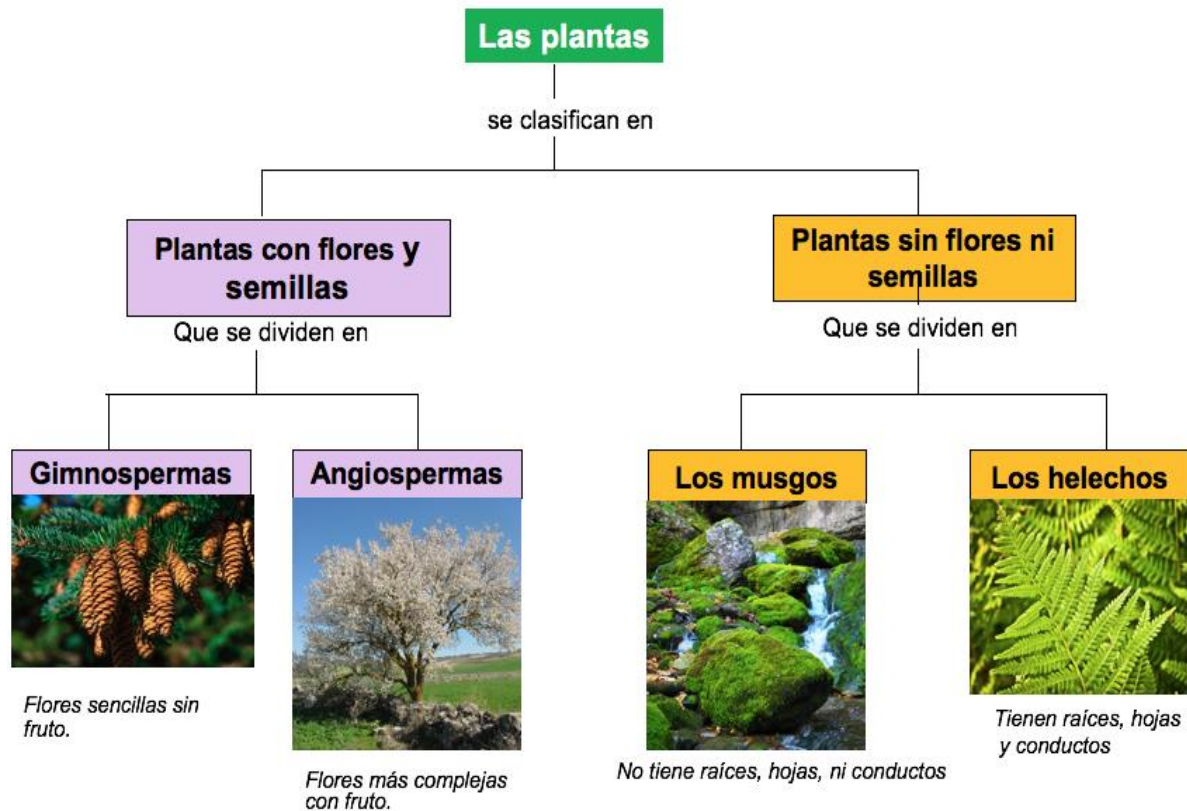 Las plantas
se clasifican en
Plantas con flores y
semillas
Plantas sin flores ni
semillas
Que se dividen en
Que se dividen en
Gimnospermas
Angiospermas
Los musgos
Los helechos
Flores sencillas sin
fruto.
Flores más complejas
con fruto.
No tiene raíces, hojas, ni conductos
Tienen raíces, hojas
y conductos